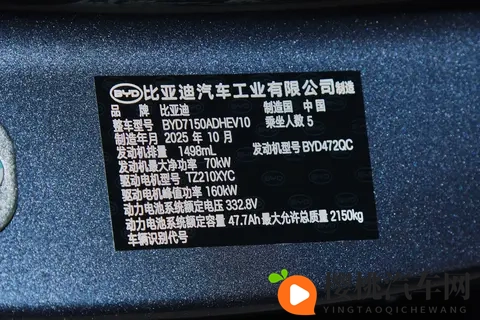 BYD 比亚迪汽车工业有限公司制造
品 牌 比亚迪 制造国 中国
整车型号 BYD7150ADHEV10 乘坐人数 5
制造年月 2025 年 10 月
发动机排量 1498mL 发动机型号 BYD472QC
发动机最大净功率 70kW
驱动电机型号 TZ210XYC
驱动电机峰值功率 160kW
动力电池系统额定电压 332.8V
动力电池系统额定容量 47.7Ah 最大允许总质量 2150kg
车辆识别代号
樱桃汽车网
YINGTAOQICHEWANG